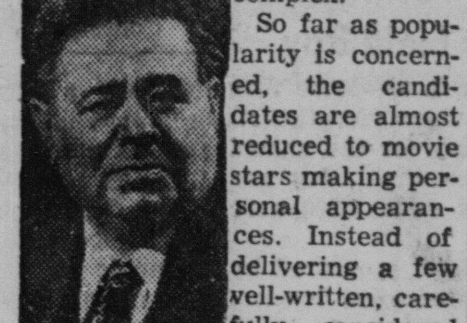 So far as popu-
larity is concern-
ed, the candi-
dates are almost
reduced to movie
stars making per-
sonal appearan-
ces. Instead of
delivering a few
well-written, care-